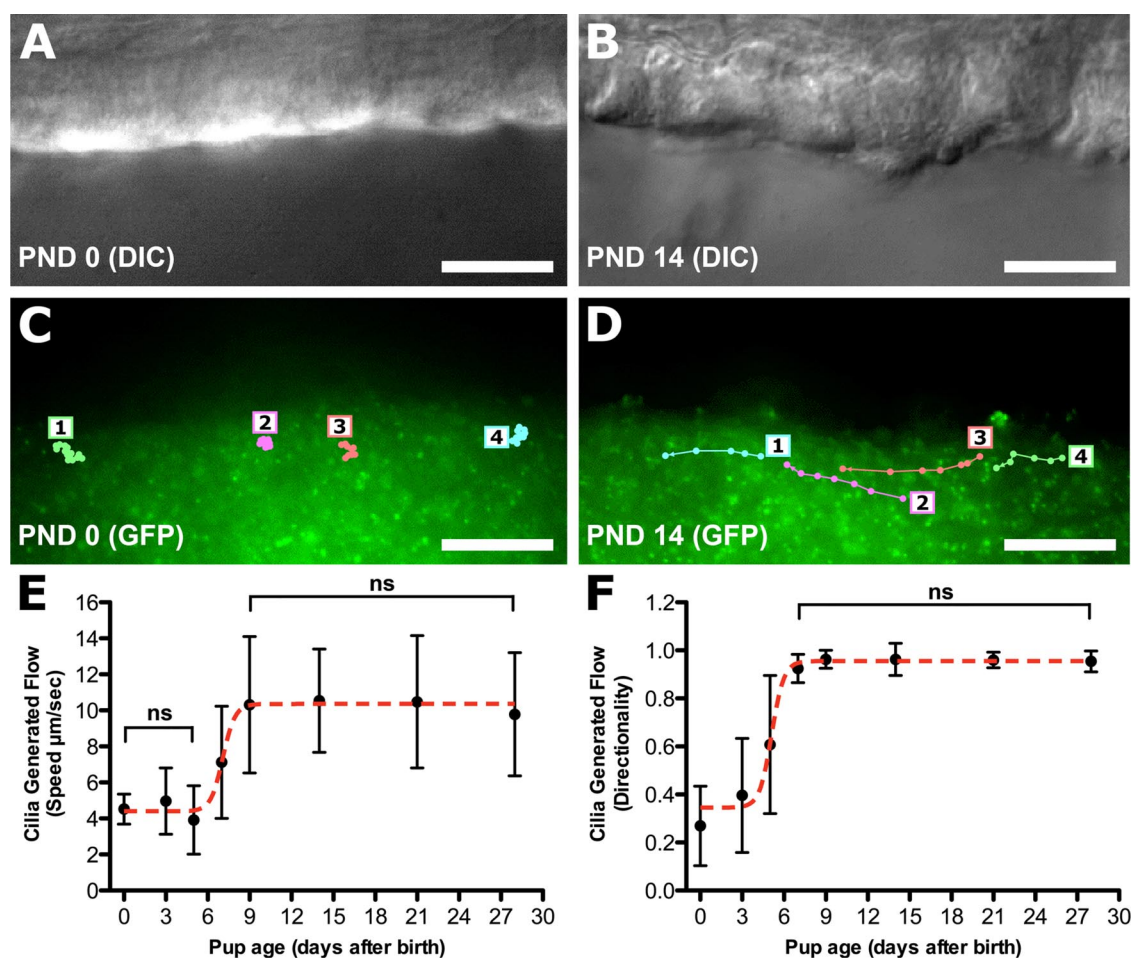 A
PND 0 (DIC)
B
PND 14 (DIC)
C
1
2
3
4
PND 0 (GFP)
D
1
2
3
4
PND 14 (GFP)
E
Cilia Generated Flow
(Speed μm/sec)
16
14
12
10
8
6
4
2
0
ns
ns
0 3 6 9 12 15 18 21 24 27 30
Pup age (days after birth)
F
Cilia Generated Flow
(Directionality)
1.2
1.0
0.8
0.6
0.4
0.2
0.0
ns
0 3 6 9 12 15 18 21 24 27 30
Pup age (days after birth)